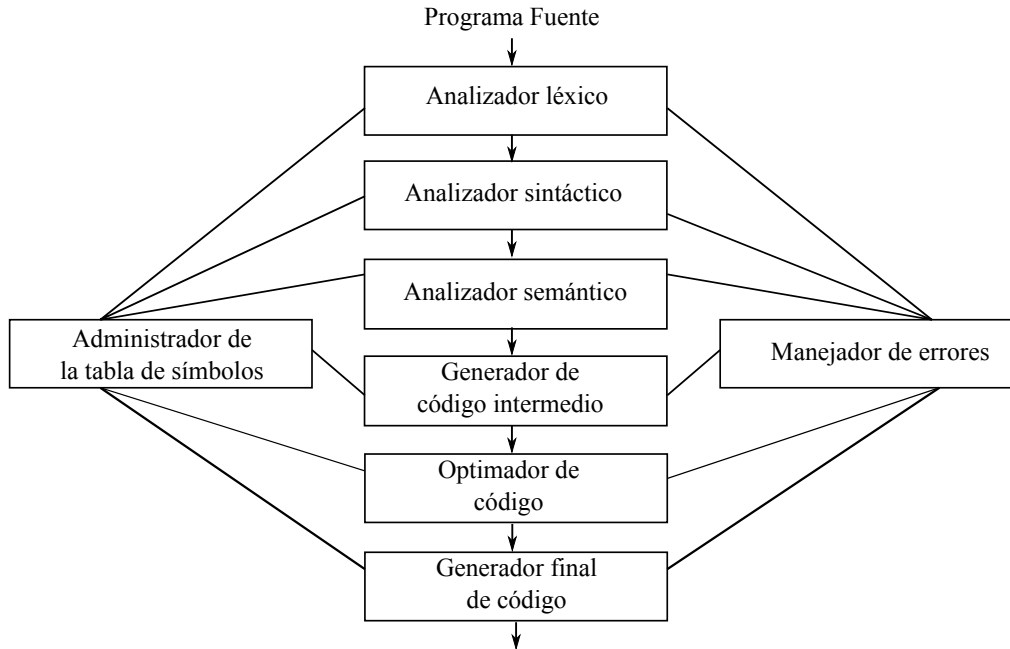 Programa Fuente
Analizador léxico
Analizador sintáctico
Analizador semántico
Administrador de
la tabla de símbolos
Manejador de errores
Generador de
código intermedio
Optimador de
código
Generador final
de código